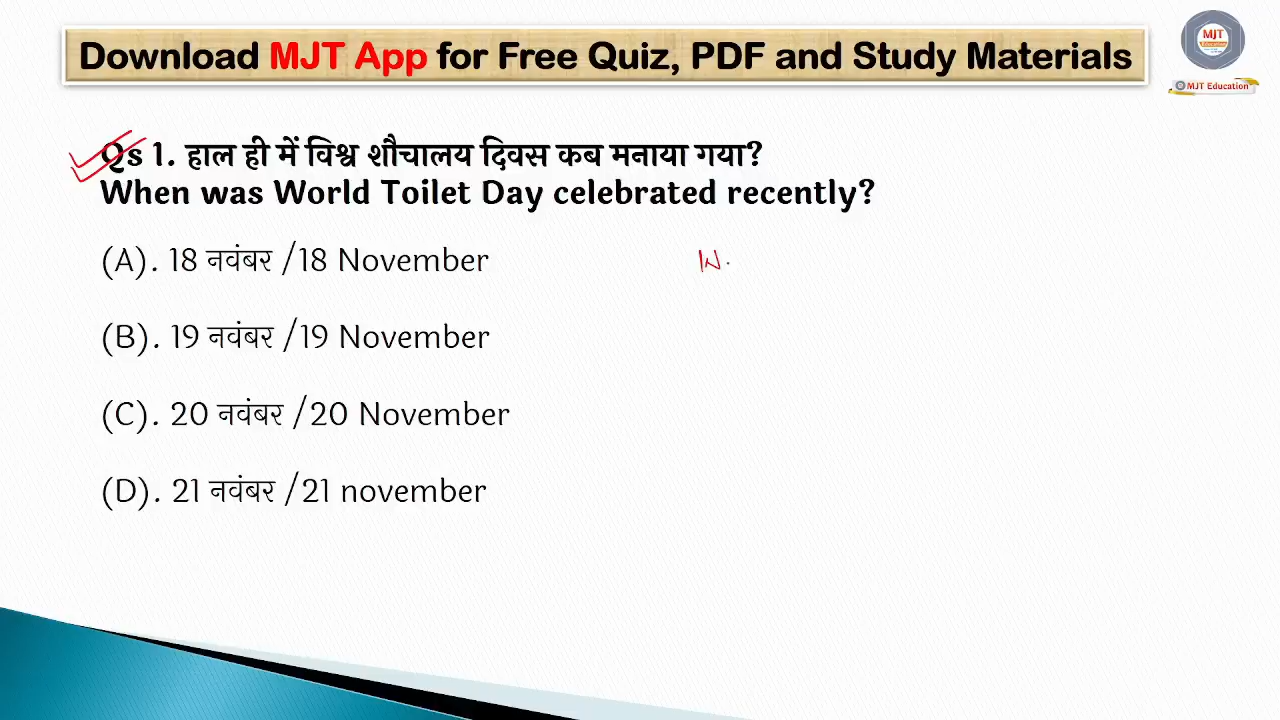 Download MJT App for Free Quiz, PDF and Study Materials
MJT
Education
MJT Education
Qs 1. हाल ही में विश्व शौचालय दिवस कब मनाया गया?
When was World Toilet Day celebrated recently?
(A). 18 नवंबर /18 November
(B). 19 नवंबर /19 November
(C). 20 नवंबर /20 November
(D). 21 नवंबर /21 november